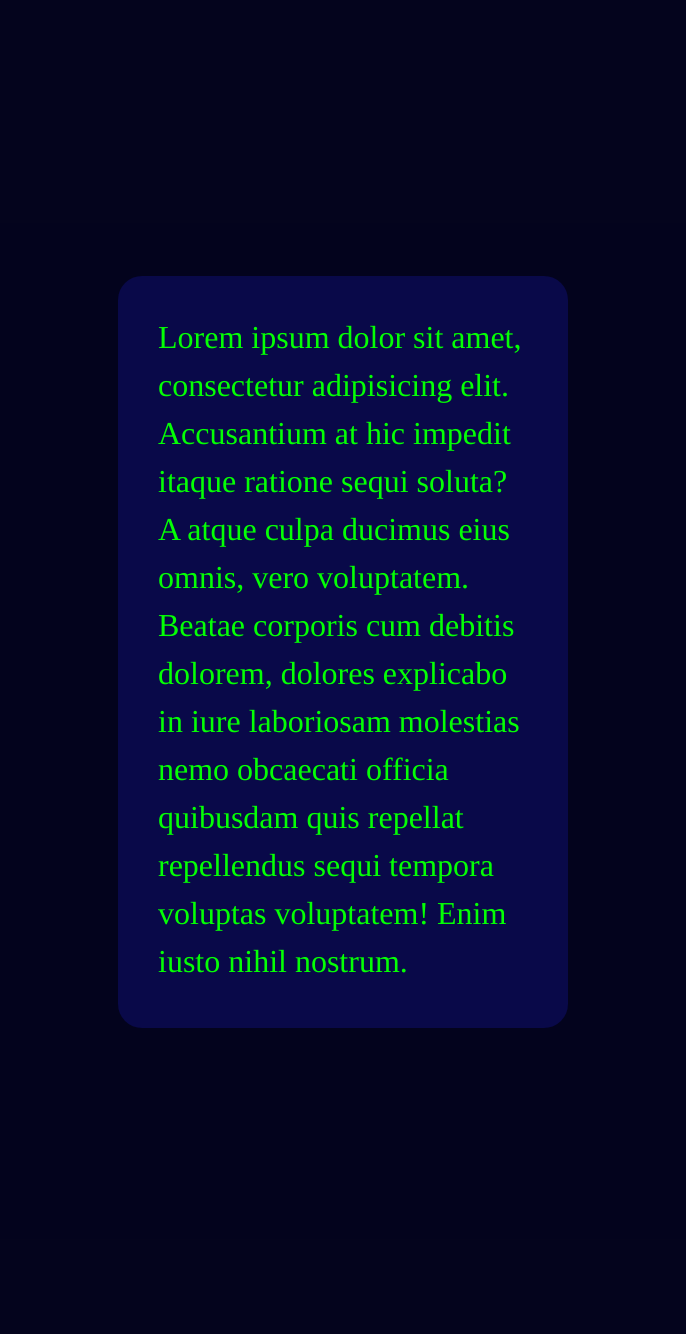 Lorem ipsum dolor sit amet,
consectetur adipisicing elit.
Accusantium at hic impedit
itaque ratione sequi soluta?
A atque culpa ducimus eius
omnis, vero voluptatem.
Beatae corporis cum debitis
dolorem, dolores explicabo
in iure laboriosam molestias
nemo obcaecati officia
quibusdam quis repellat
repellendus sequi tempora
voluptas voluptatem! Enim
iusto nihil nostrum.